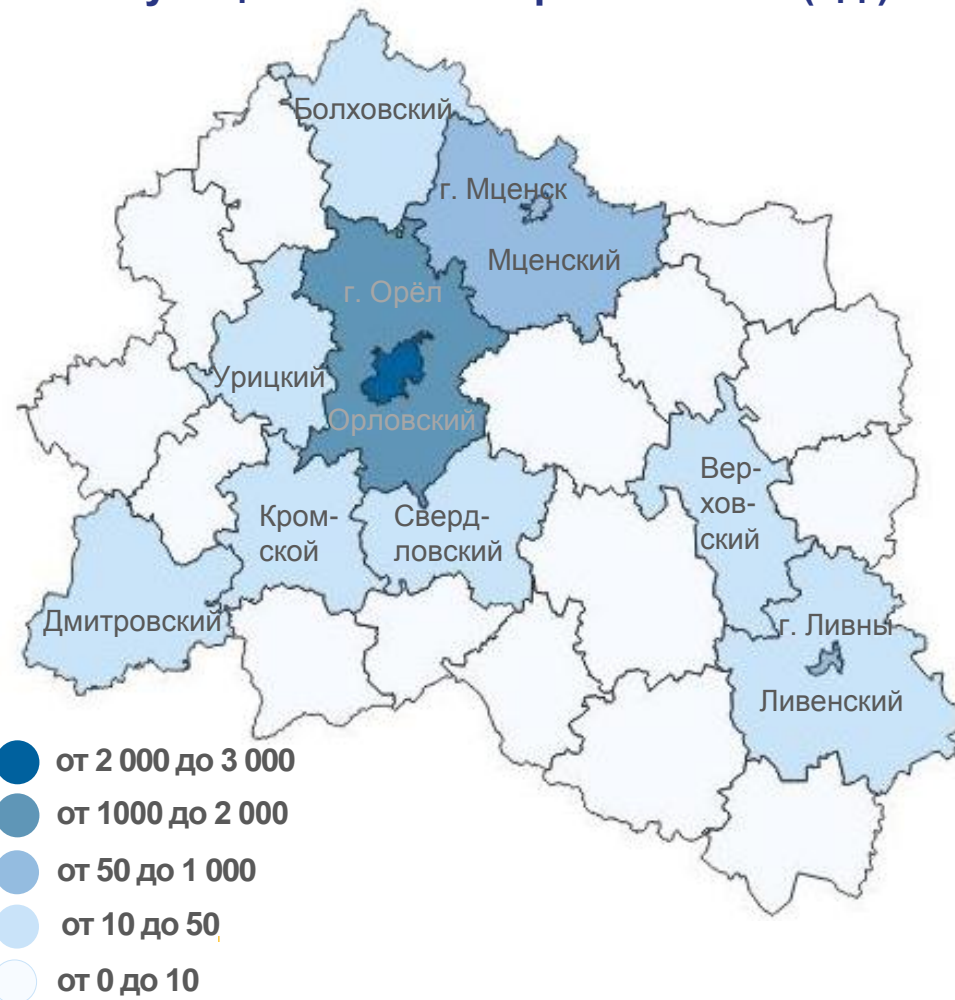 Болховский
г. Мценск
Мценский
г. Орёл
Урицкий
Орловский
Вер-
хов-
ский
Кром-
ской
Сверд-
ловский
Дмитровский
г. Ливны
Ливенский
от 2 000 до 3 000
от 1000 до 2 000
от 50 до 1 000
от 10 до 50
от 0 до 10